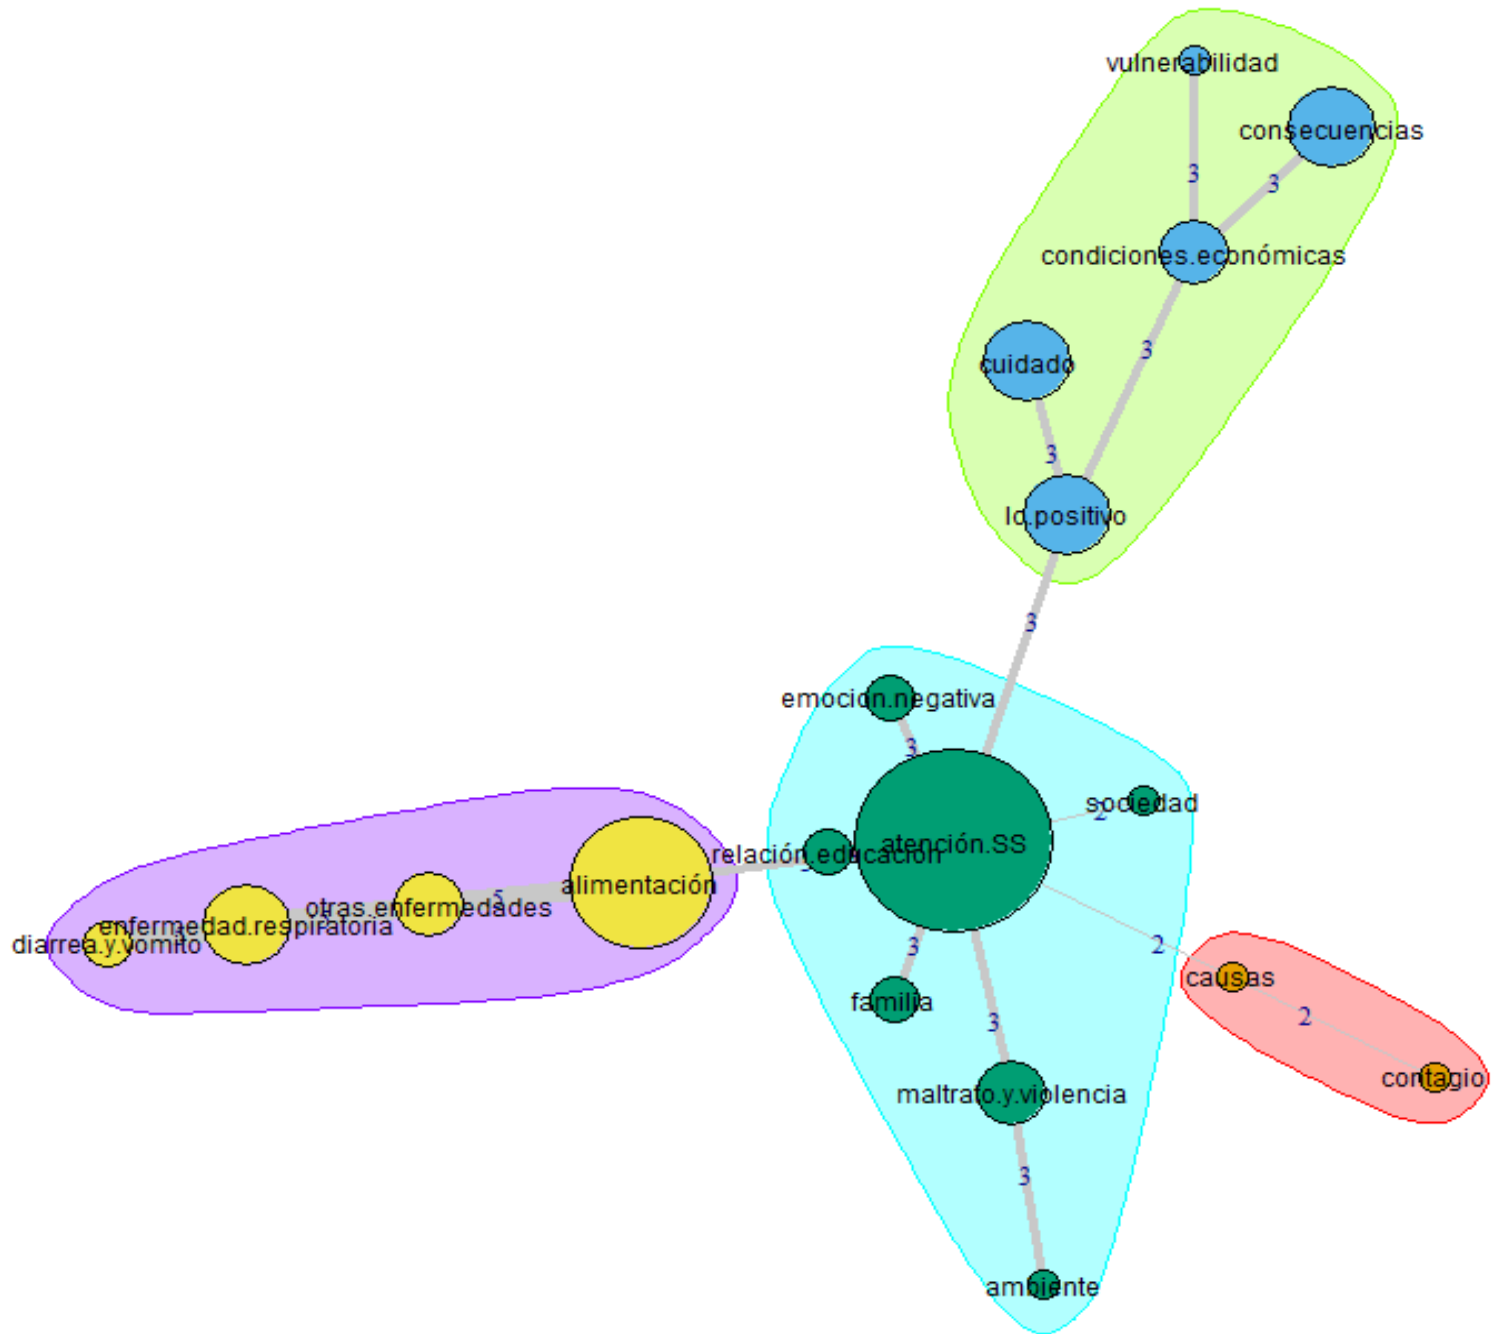 vulnerabilidad
consecuencias
3
3
condiciones.económicas
3
cuidado
3
lo.positivo
3
emocion.negativa
3
sociedad
2
atención.SS
relación.educación
alimentación
5
otras.enfermedades
enfermedad.respiratoria
diarrea.y.vomito
3
3
2
familia
causas
3
2
contagio
maltrato.y.violencia
3
ambiente